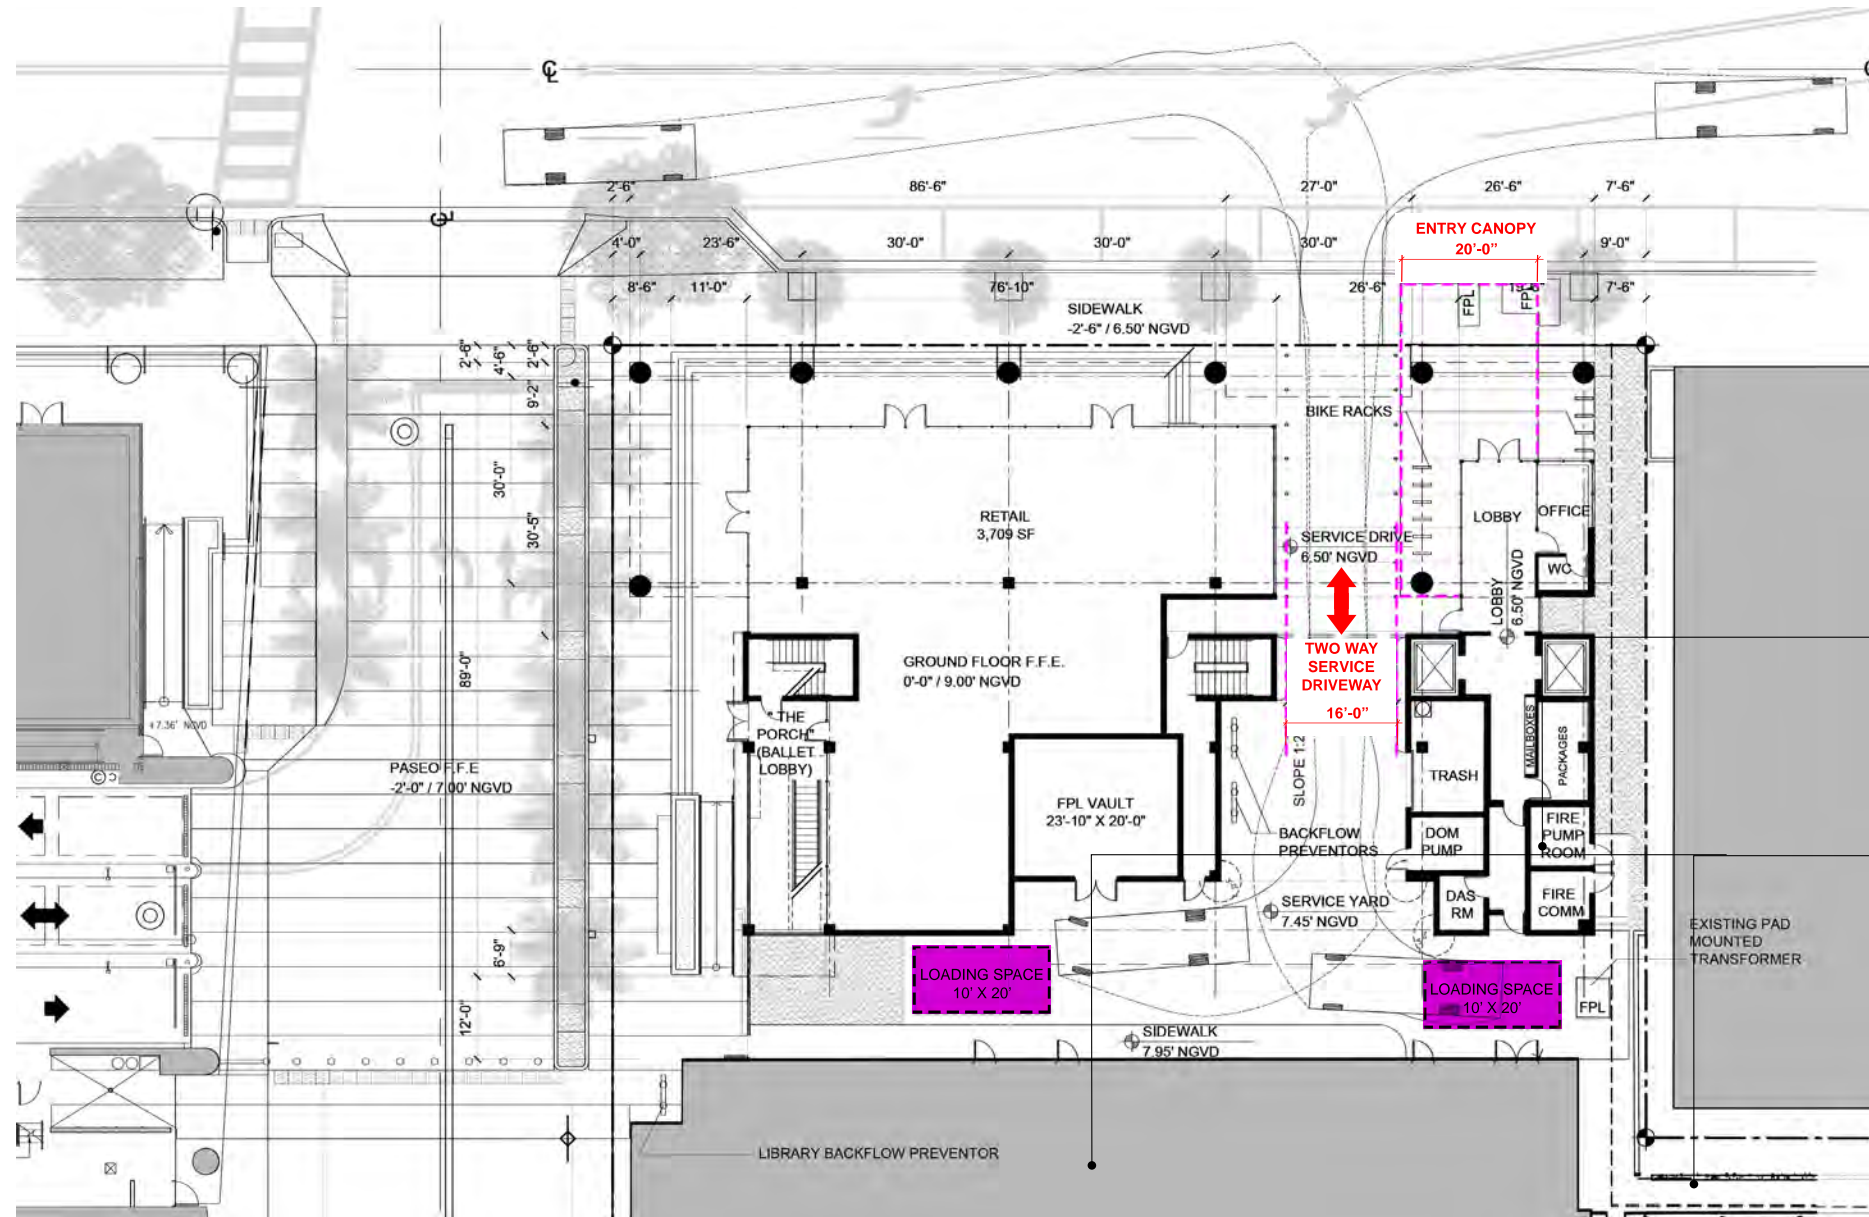 2'-6"
86'-6"
27'-0"
26'-6"
7'-6"
4'-0"
23'-6"
30'-0"
30'-0"
30'-0"
ENTRY CANOPY
20'-0"
9'-0"
8'-6"
11'-0"
76'-10"
26'-6"
7'-6"
FPL
FPL
SIDEWALK
-2'-6" / 6.50' NGVD
2'-6"
4'-6"
2'-6"
9'-2"
30'-0"
30'-5"
89'-0"
6'-9"
12'-0"
BIKE RACKS
RETAIL
3,709 SF
SERVICE DRIVE
6.50' NGVD
LOBBY
OFFICE
WC
LOBBY
6.50' NGVD
TWO WAY
SERVICE
DRIVEWAY
16'-0"
GROUND FLOOR F.F.E.
0'-0" / 9.00' NGVD
" THE
PORCH"
(BALLET
LOBBY)
+7.36' NGVD
PASEO F.F.E
-2'-0" / 7.00' NGVD
SLOPE 1:2
MAILBOXES
PACKAGES
TRASH
FPL VAULT
23'-10" X 20'-0"
BACKFLOW
PREVENTORS
DOM
PUMP
FIRE
PUMP
ROOM
DAS
RM
FIRE
COMM
SERVICE YARD
7.45' NGVD
EXISTING PAD
MOUNTED
TRANSFORMER
LOADING SPACE
10' X 20'
LOADING SPACE
10' X 20'
FPL
SIDEWALK
7.95' NGVD
LIBRARY BACKFLOW PREVENTOR